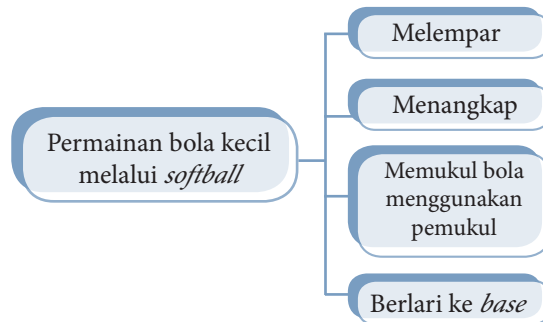 Permainan bola kecil
melalui softball
Melempar
Menangkap
Memukul bola
menggunakan
pemukul
Berlari ke base